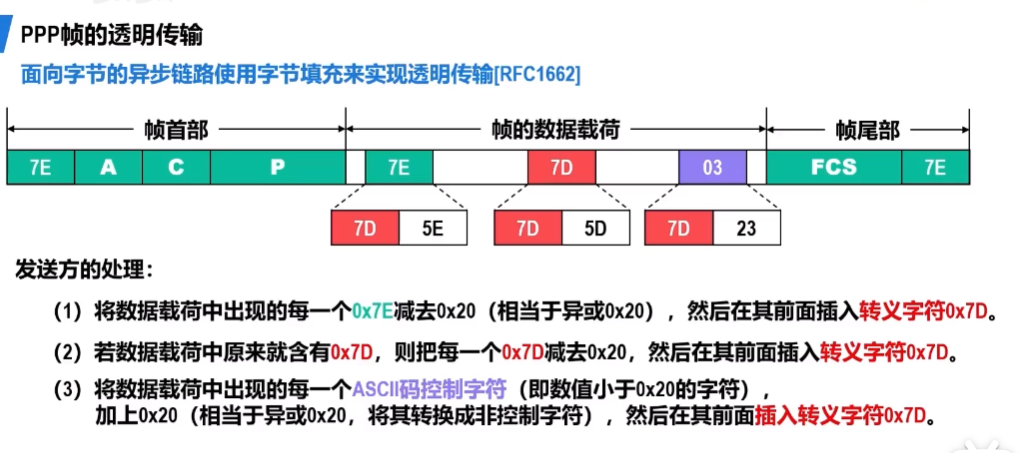 PPP帧的透明传输
面向字节的异步链路使用字节填充来实现透明传输[RFC1662]
帧首部 帧的数据载荷 帧尾部
7E A C P 7E 7D 03 FCS 7E
7D 5E 7D 5D 7D 23
发送方的处理：
（1）将数据载荷中出现的每一个0x7E减去0x20（相当于异或0x20），然后在其前面插入转义字符0x7D。
（2）若数据载荷中原来就含有0x7D，则把每一个0x7D减去0x20，然后在其前面插入转义字符0x7D。
（3）将数据载荷中出现的每一个ASCII码控制字符（即数值小于0x20的字符），
加上0x20（相当于异或0x20，将其转换成非控制字符），然后在其前面插入转义字符0x7D。